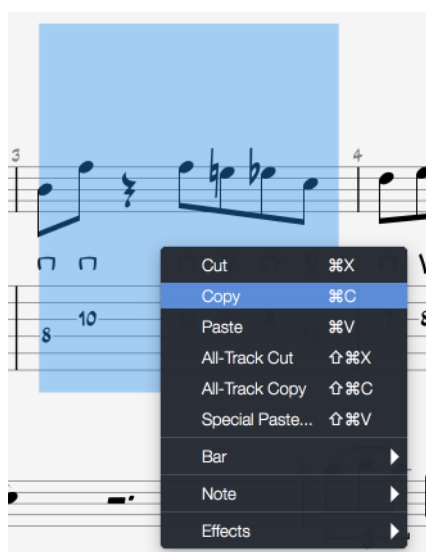 3
4
8
10
Cut ⌘X
Copy ⌘C
Paste ⌘V
All-Track Cut ⇧⌘X
All-Track Copy ⇧⌘C
Special Paste... ⇧⌘V
Bar
Note
Effects